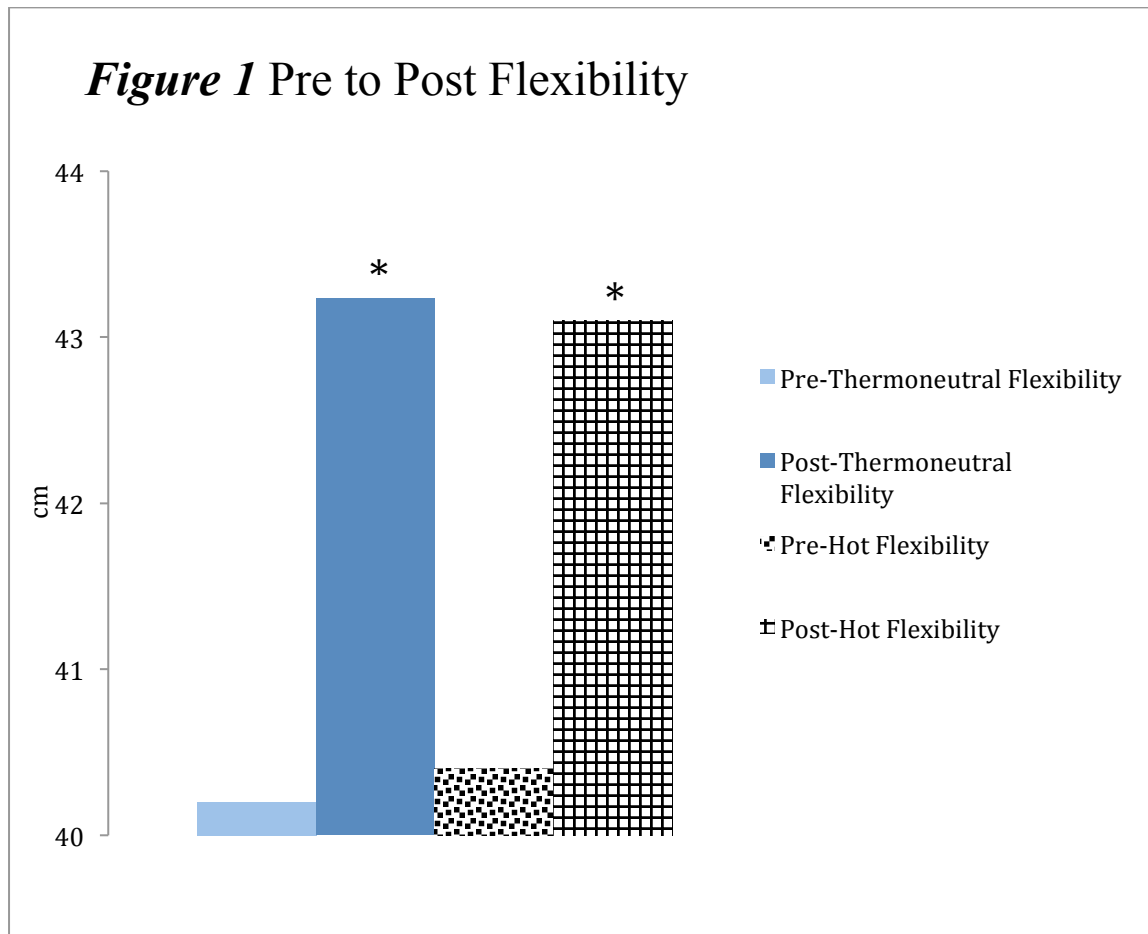 Figure 1 Pre to Post Flexibility
44
*
*
43
42
41
40
cm
Pre-Thermoneutral Flexibility
Post-Thermoneutral
Flexibility
Pre-Hot Flexibility
Post-Hot Flexibility